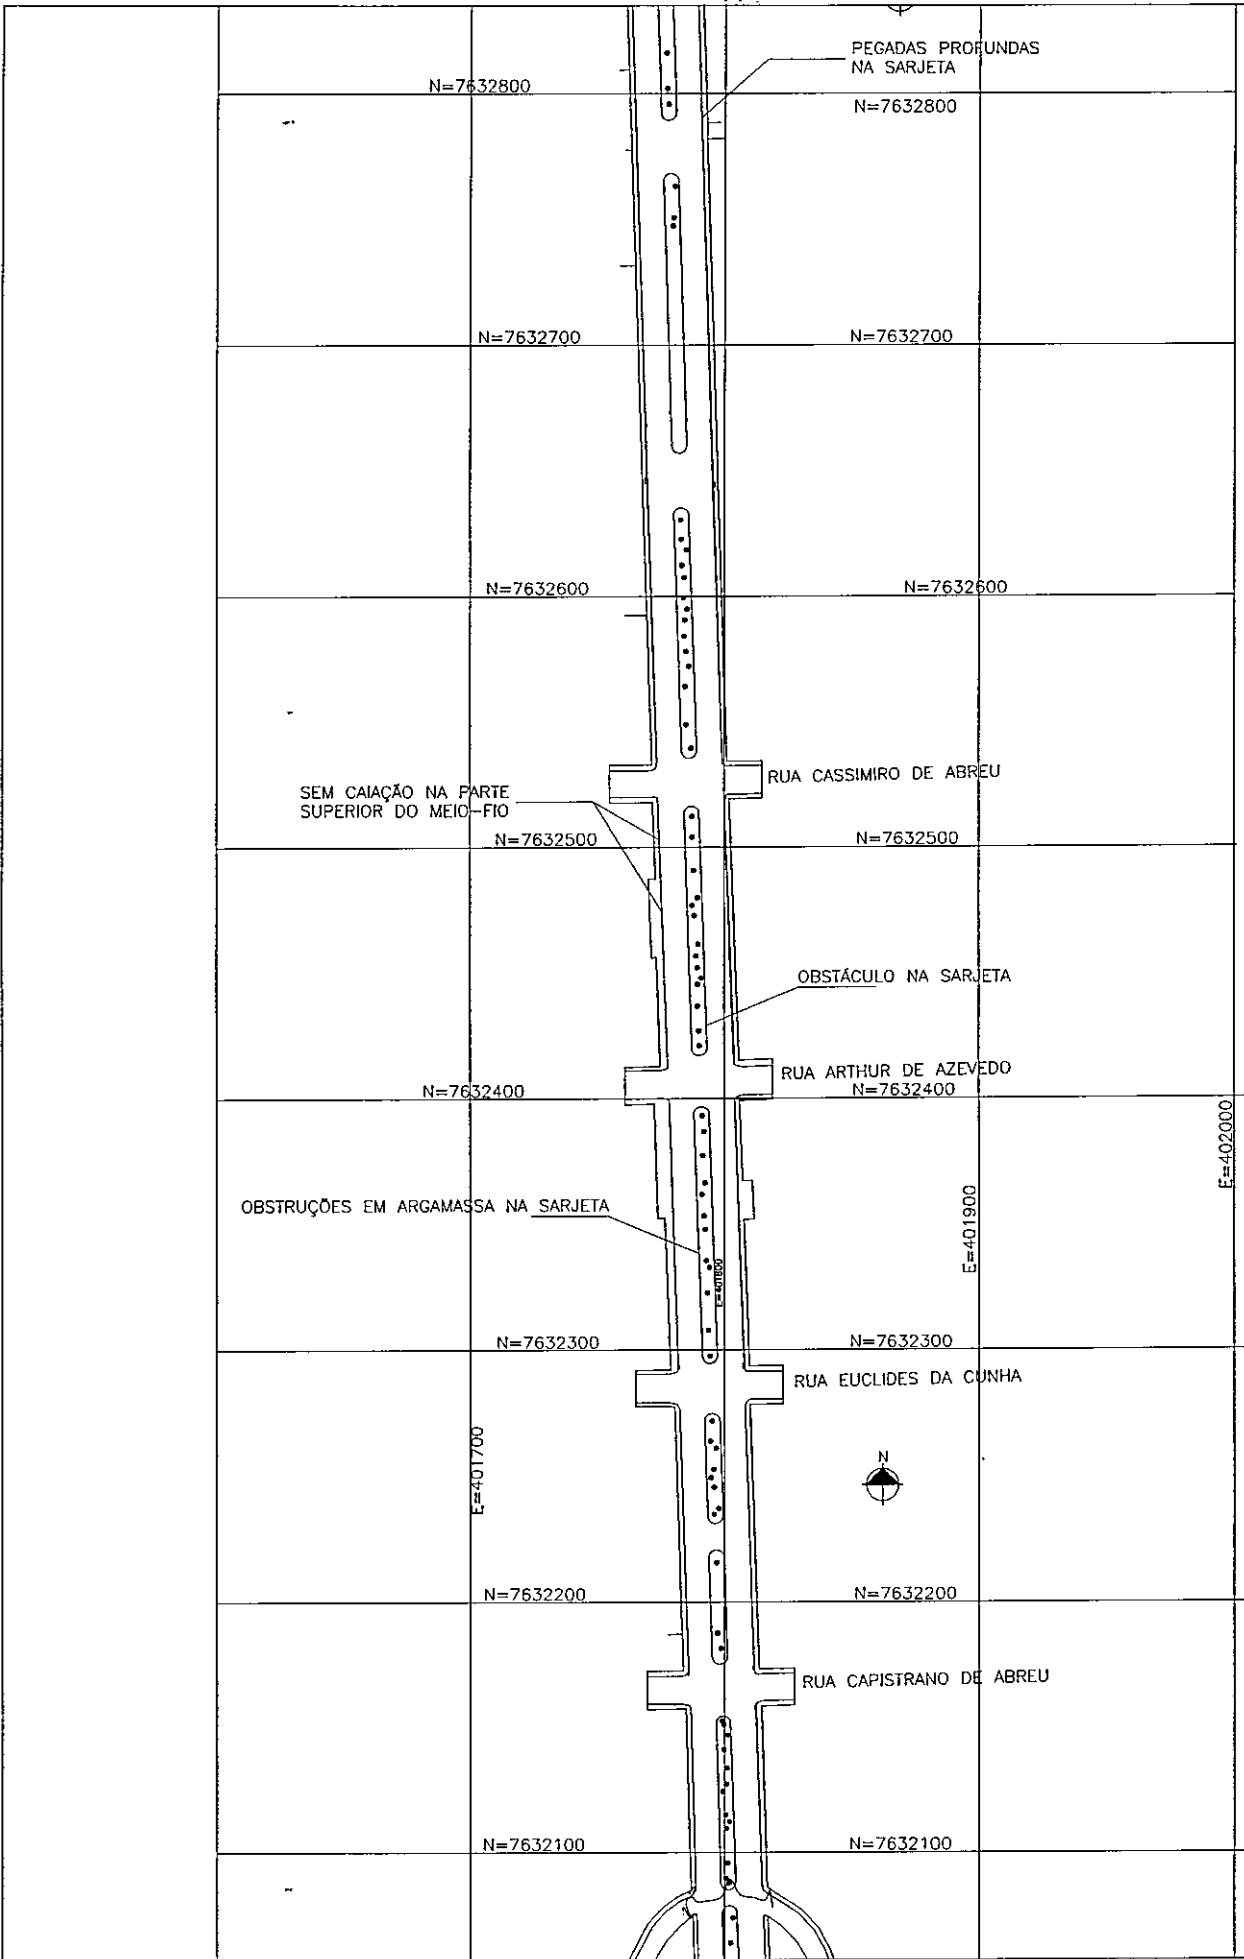 PEGADAS PROFUNDAS
NA SARJETA
N=7632800
N=7632800
N=7632700
N=7632700
N=7632600
N=7632600
RUA CASSIMIRO DE ABREU
SEM CAIAÇÃO NA PARTE
SUPERIOR DO MEIO-FIO
N=7632500
N=7632500
OBSTÁCULO NA SARJETA
RUA ARTHUR DE AZEVEDO
N=7632400
N=7632400
E=402000
OBSTRUÇÕES EM ARGAMASSA NA SARJETA
E=401900
E=401800
N=7632300
N=7632300
RUA EUCLIDES DA CUNHA
E=401700
N
N=7632200
N=7632200
RUA CAPISTRANO DE ABREU
N=7632100
N=7632100